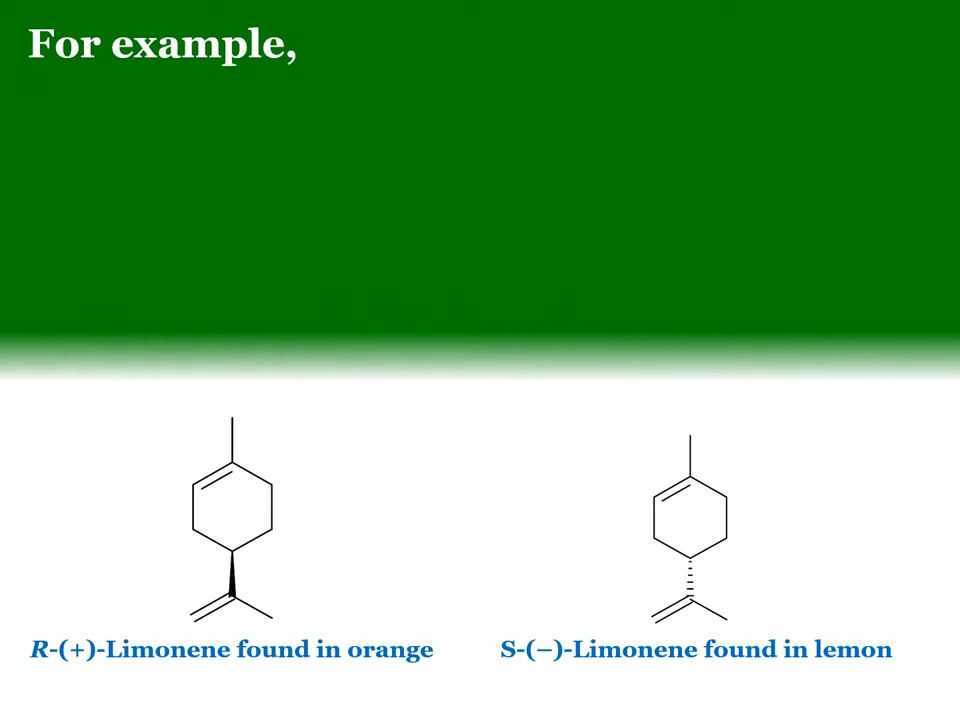 For example,
R-(+)-Limonene found in orange
S-(−)-Limonene found in lemon